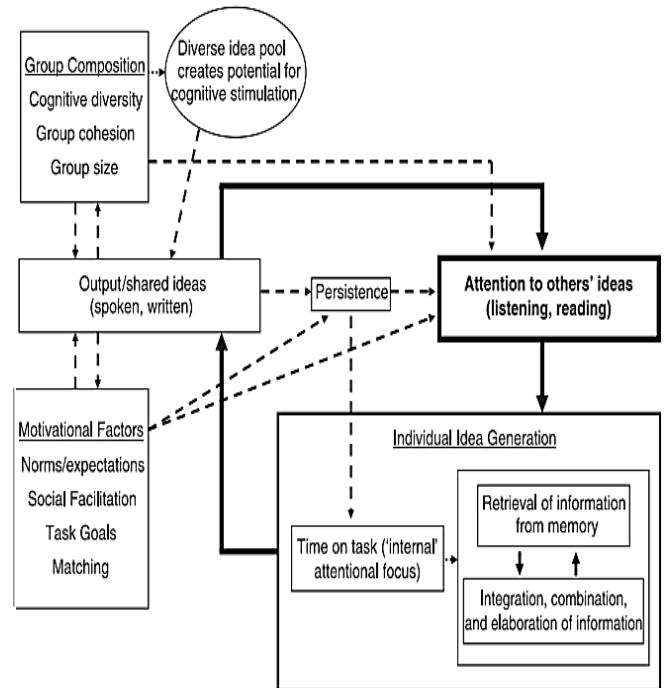 Group Composition
Cognitive diversity
Group cohesion
Group size
Diverse idea pool
creates potential for
cognitive stimulation.
Output/shared ideas
(spoken, written)
Persistence
Attention to others' ideas
(listening, reading)
Motivational Factors
Norms/expectations
Social Facilitation
Task Goals
Matching
Individual Idea Generation
Time on task ('internal'
attentional focus)
Retrieval of information
from memory
Integration, combination,
and elaboration of information